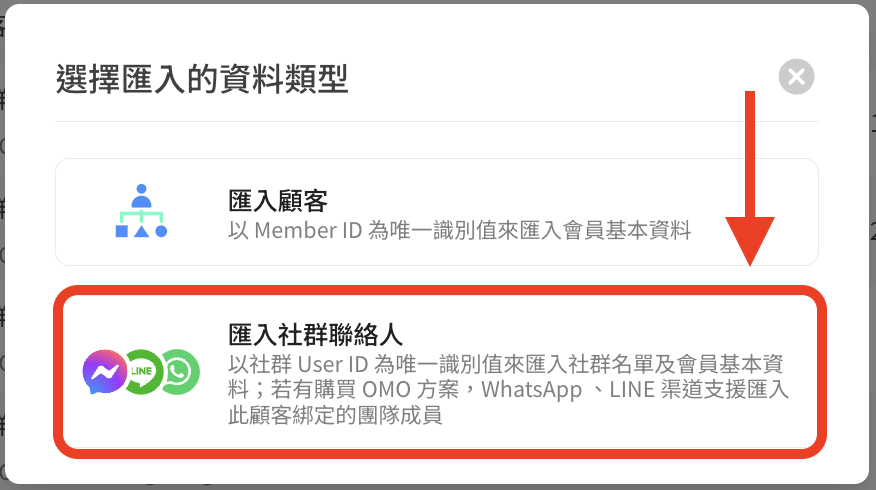 選擇匯入的資料類型
匯入顧客
以 Member ID 為唯一識別值來匯入會員基本資料
匯入社群聯絡人
LINE
以社群 User ID 為唯一識別值來匯入社群名單及會員基本資
料；若有購買 OMO 方案，WhatsApp 、LINE 渠道支援匯入
此顧客綁定的團隊成員